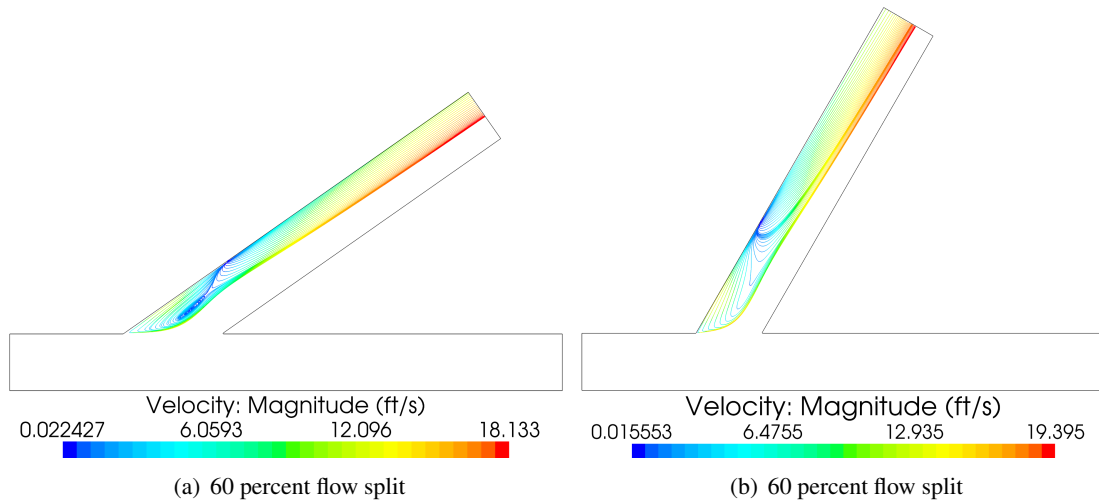 Velocity: Magnitude (ft/s)
0.022427 6.0593 12.096 18.133
(a) 60 percent flow split
Velocity: Magnitude (ft/s)
0.015553 6.4755 12.935 19.395
(b) 60 percent flow split